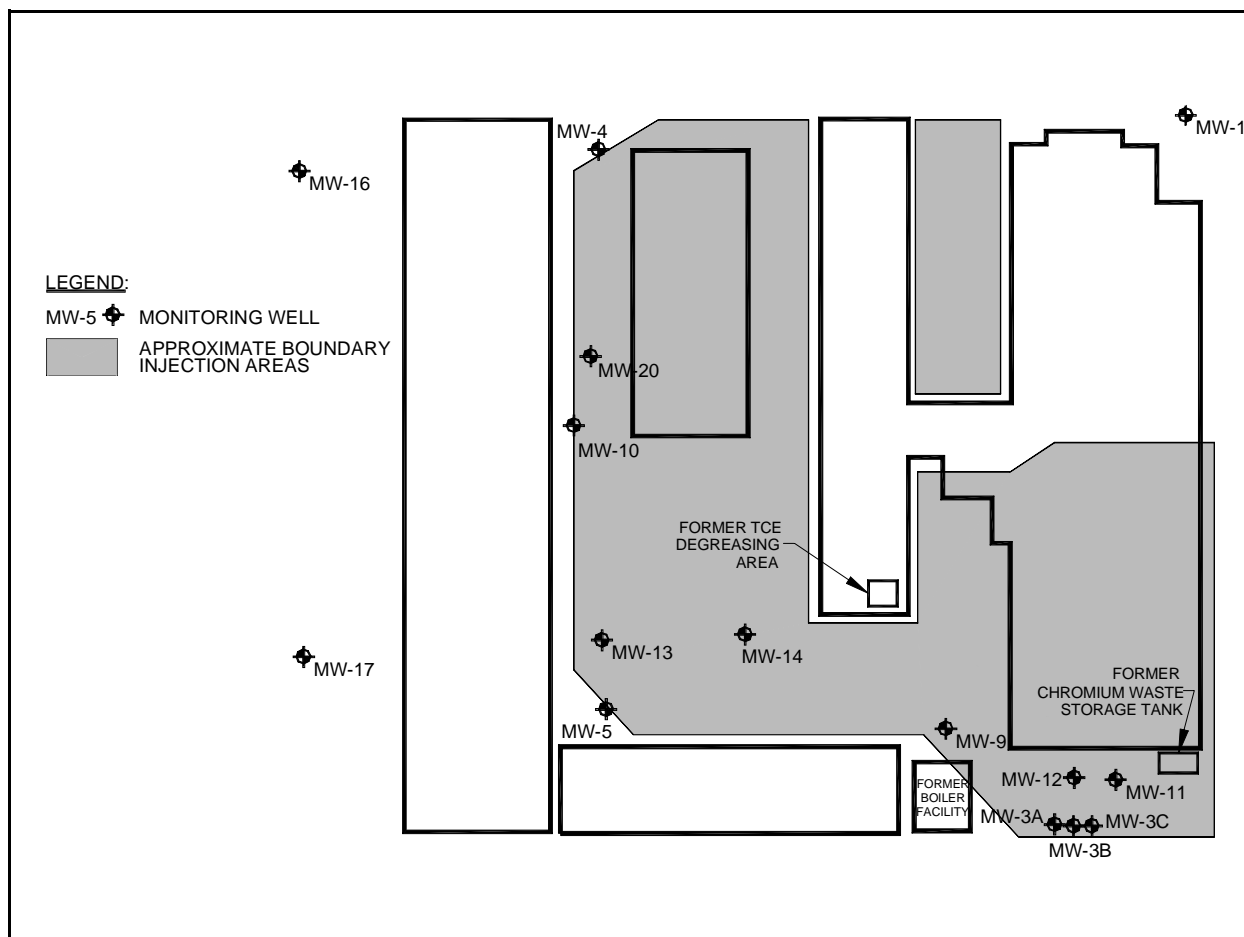 MW-1
MW-4
MW-16
LEGEND:
MW-5 MONITORING WELL
APPROXIMATE BOUNDARY
INJECTION AREAS
MW-20
MW-10
FORMER TCE
DEGREASING
AREA
MW-13
MW-14
MW-17
FORMER
CHROMIUM WASTE
STORAGE TANK
MW-5
MW-9
MW-12
MW-11
FORMER
BOILER
FACILITY
MW-3A
MW-3C
MW-3B